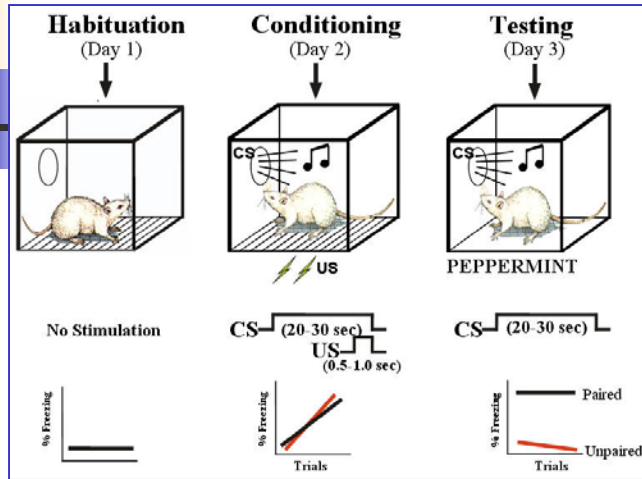 Habituation
(Day 1)
Conditioning
(Day 2)
Testing
(Day 3)
CS
US
CS
PEPPERMINT
No Stimulation
CS (20-30 sec)
US
(0.5-1.0 sec)
CS (20-30 sec)
% Freezing
% Freezing
Trials
% Freezing
Paired
Unpaired
Trials